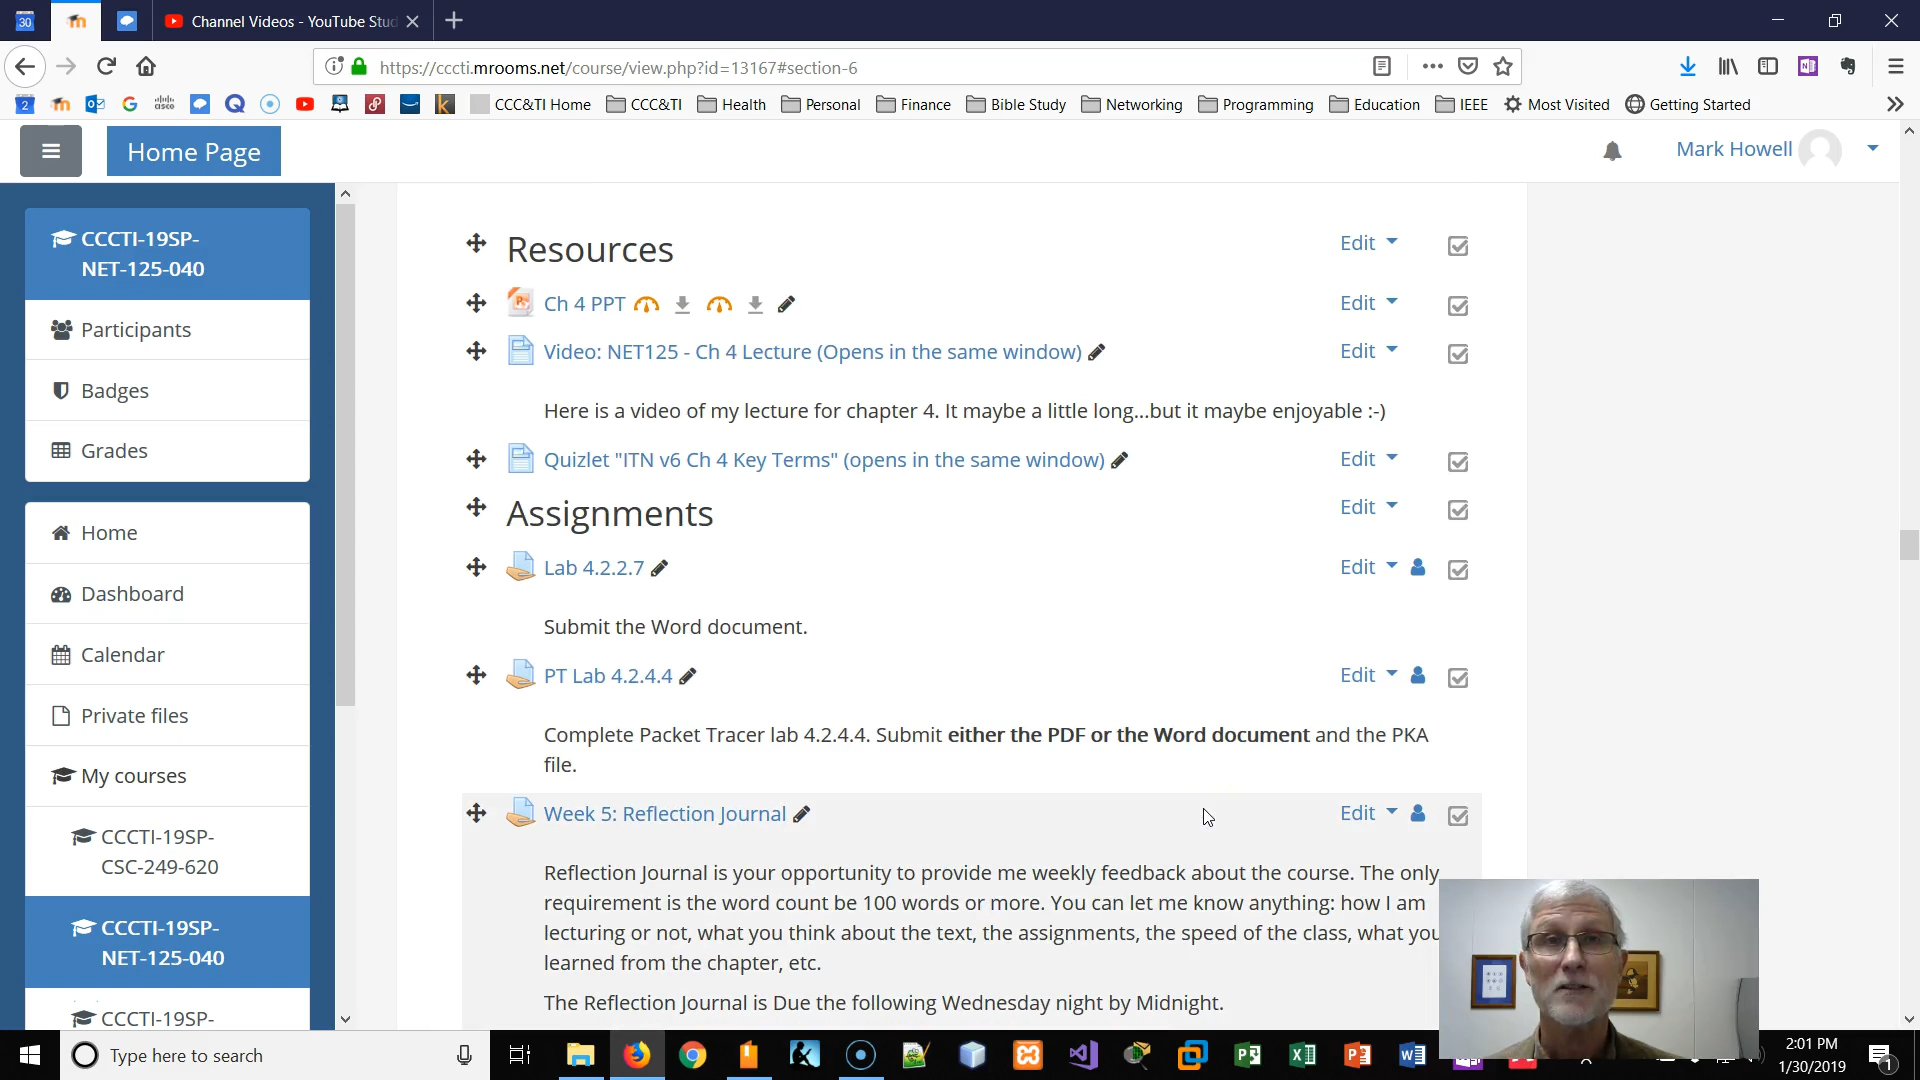 30
Channel Videos - YouTube Stud
https://cccti.mrooms.net/course/view.php?id=13167#section-6
2
CCC&TI Home
CCC&TI
Health
Personal
Finance
Bible Study
Networking
Programming
Education
IEEE
Most Visited
Getting Started
Home Page
Mark Howell
CCCTI-19SP-
NET-125-040
Participants
Badges
Grades
Home
Dashboard
Calendar
Private files
My courses
CCCTI-19SP-
CSC-249-620
CCCTI-19SP-
NET-125-040
CCCTI-19SP-
Resources
Edit
Ch 4 PPT
Edit
Video: NET125 - Ch 4 Lecture (Opens in the same window)
Edit
Here is a video of my lecture for chapter 4. It maybe a little long...but it maybe enjoyable :-)
Quizlet "ITN v6 Ch 4 Key Terms" (opens in the same window)
Edit
Assignments
Edit
Lab 4.2.2.7
Edit
Submit the Word document.
PT Lab 4.2.4.4
Edit
Complete Packet Tracer lab 4.2.4.4. Submit either the PDF or the Word document and the PKA
file.
Week 5: Reflection Journal
Edit
Reflection Journal is your opportunity to provide me weekly feedback about the course. The only
requirement is the word count be 100 words or more. You can let me know anything: how I am
lecturing or not, what you think about the text, the assignments, the speed of the class, what you
learned from the chapter, etc.
The Reflection Journal is Due the following Wednesday night by Midnight.
Type here to search
2:01 PM
1/30/2019
1